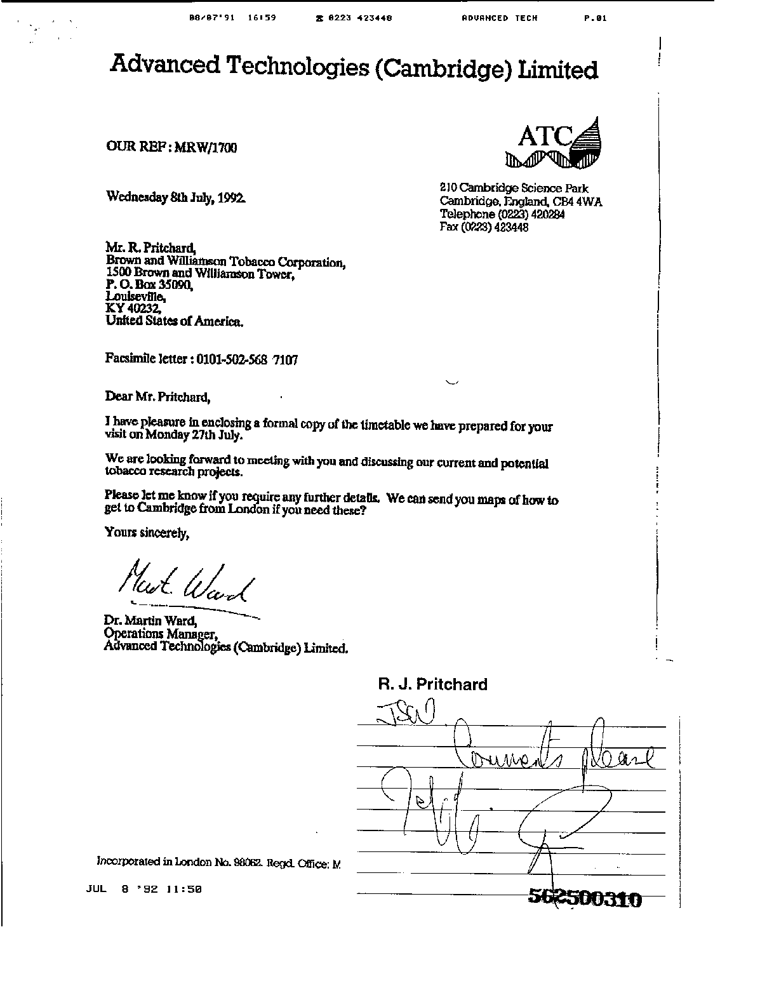 08/07'91 16:59 ☎ 0223 423448 ADVANCED TECH P.01
Advanced Technologies (Cambridge) Limited
ATC
OUR REF : MRW/1700
Wednesday 8th July, 1992.
210 Cambridge Science Park
Cambridge, England, CB4 4WA
Telephone (0223) 420284
Fax (0223) 423448
Mr. R. Pritchard,
Brown and Williamson Tobacco Corporation,
1500 Brown and Williamson Tower,
P. O. Box 35090,
Louiseville,
KY 40232,
United States of America.
Facsimile letter : 0101-502-568 7107
Dear Mr. Pritchard,
I have pleasure in enclosing a formal copy of the timetable we have prepared for your
visit on Monday 27th July.
We are looking forward to meeting with you and discussing our current and potential
tobacco research projects.
Please let me know if you require any further details. We can send you maps of how to
get to Cambridge from London if you need these?
Yours sincerely,
Mart. Ward
Dr. Martin Ward,
Operations Manager,
Advanced Technologies (Cambridge) Limited.
R. J. Pritchard
JSW
Comments please
Incorporated in London No. 98062. Regd. Office: M
JUL 8 '92 11:50
562500310